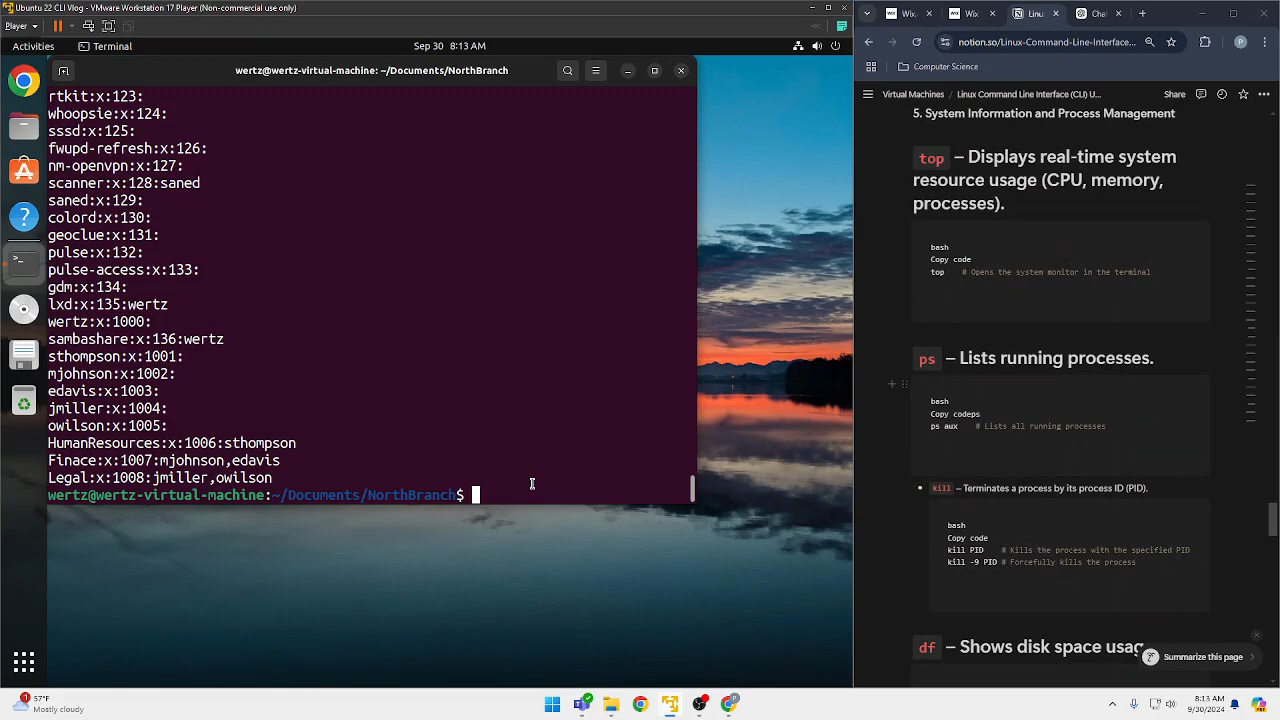 Ubuntu 22 CLI Vlog - VMware Workstation 17 Player (Non-commercial use only)
Player
Activities
Terminal
Sep 30 8:13 AM
wertz@wertz-virtual-machine: ~/Documents/NorthBranch
rtkit:x:123:
whoopsie:x:124:
sssd:x:125:
fwupd-refresh:x:126:
nm-openvpn:x:127:
scanner:x:128:saned
saned:x:129:
colord:x:130:
geoclue:x:131:
pulse:x:132:
pulse-access:x:133:
gdm:x:134:
lxd:x:135:wertz
wertz:x:1000:
sambashare:x:136:wertz
sthompson:x:1001:
mjohnson:x:1002:
edavis:x:1003:
jmiller:x:1004:
owilson:x:1005:
HumanResources:x:1006:sthompson
Finace:x:1007:mjohnson,edavis
Legal:x:1008:jmiller,owilson
wertz@wertz-virtual-machine:~/Documents/NorthBranch$
Wix
Wix
Linu
Chat
notion.so/Linux-Command-Line-Interface...
Computer Science
Virtual Machines / Linux Command Line Interface (CLI) U...
Share
5. System Information and Process Management
top – Displays real-time system
resource usage (CPU, memory,
processes).
bash
Copy code
top # Opens the system monitor in the terminal
ps – Lists running processes.
bash
Copy codeps
ps aux # Lists all running processes
kill – Terminates a process by its process ID (PID).
bash
Copy code
kill PID # Kills the process with the specified PID
kill -9 PID # Forcefully kills the process
df – Shows disk space usag
Summarize this page
1
57°F
Mostly cloudy
8:13 AM
9/30/2024